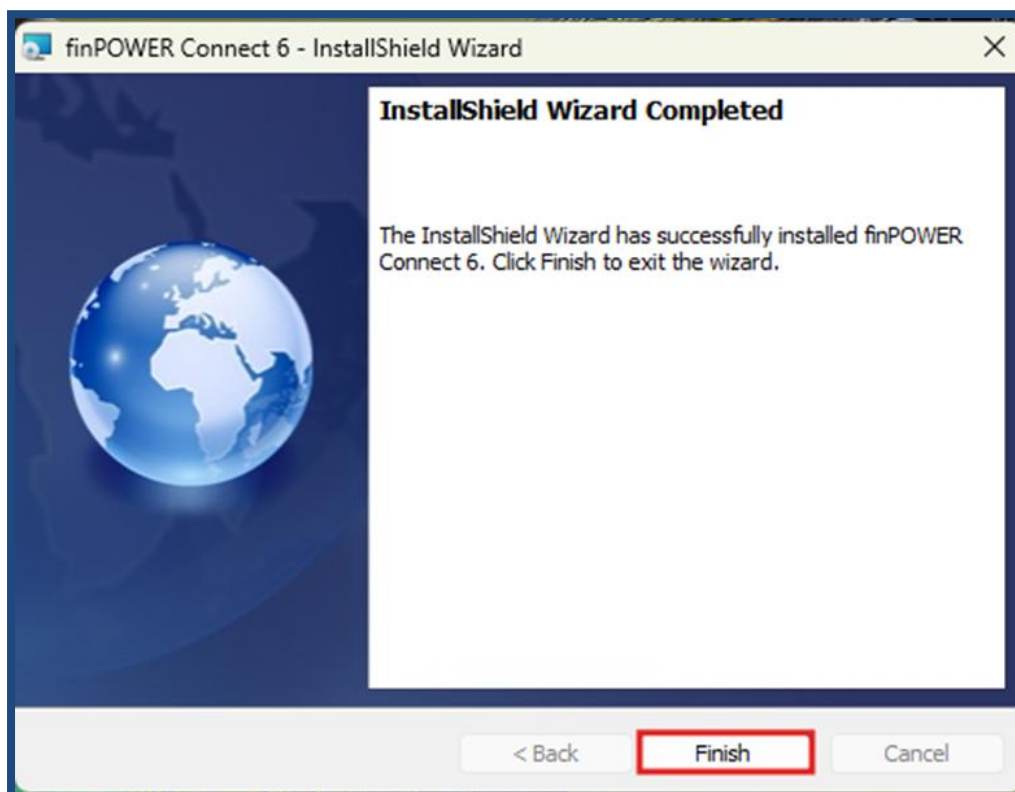 finPOWER Connect 6 - InstallShield Wizard
InstallShield Wizard Completed
The InstallShield Wizard has successfully installed finPOWER
Connect 6. Click Finish to exit the wizard.
< Back
Finish
Cancel